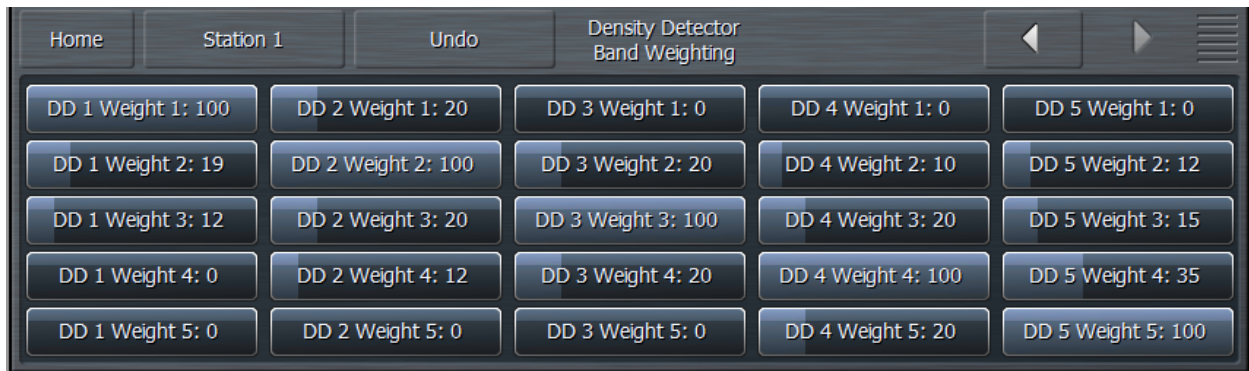 Home
Station 1
Undo
Density Detector
Band Weighting
DD 1 Weight 1: 100
DD 2 Weight 1: 20
DD 3 Weight 1: 0
DD 4 Weight 1: 0
DD 5 Weight 1: 0
DD 1 Weight 2: 19
DD 2 Weight 2: 100
DD 3 Weight 2: 20
DD 4 Weight 2: 10
DD 5 Weight 2: 12
DD 1 Weight 3: 12
DD 2 Weight 3: 20
DD 3 Weight 3: 100
DD 4 Weight 3: 20
DD 5 Weight 3: 15
DD 1 Weight 4: 0
DD 2 Weight 4: 12
DD 3 Weight 4: 20
DD 4 Weight 4: 100
DD 5 Weight 4: 35
DD 1 Weight 5: 0
DD 2 Weight 5: 0
DD 3 Weight 5: 0
DD 4 Weight 5: 20
DD 5 Weight 5: 100